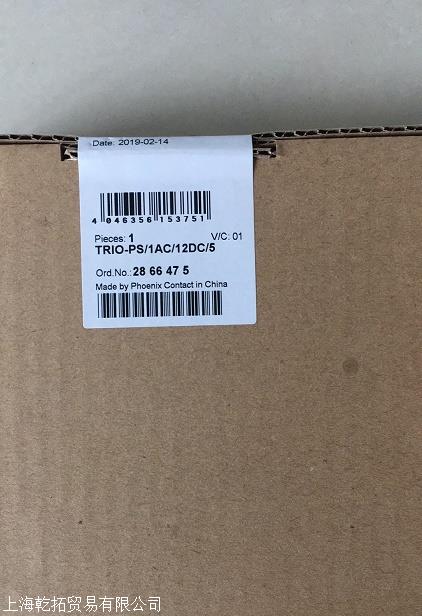 Date: 2019-02-14
4 046356 153751
Pieces: 1 V/C: 01
TRIO-PS/1AC/12DC/5
Ord.No.: 28 66 47 5
Made by Phoenix Contact in China
上海乾拓贸易有限公司